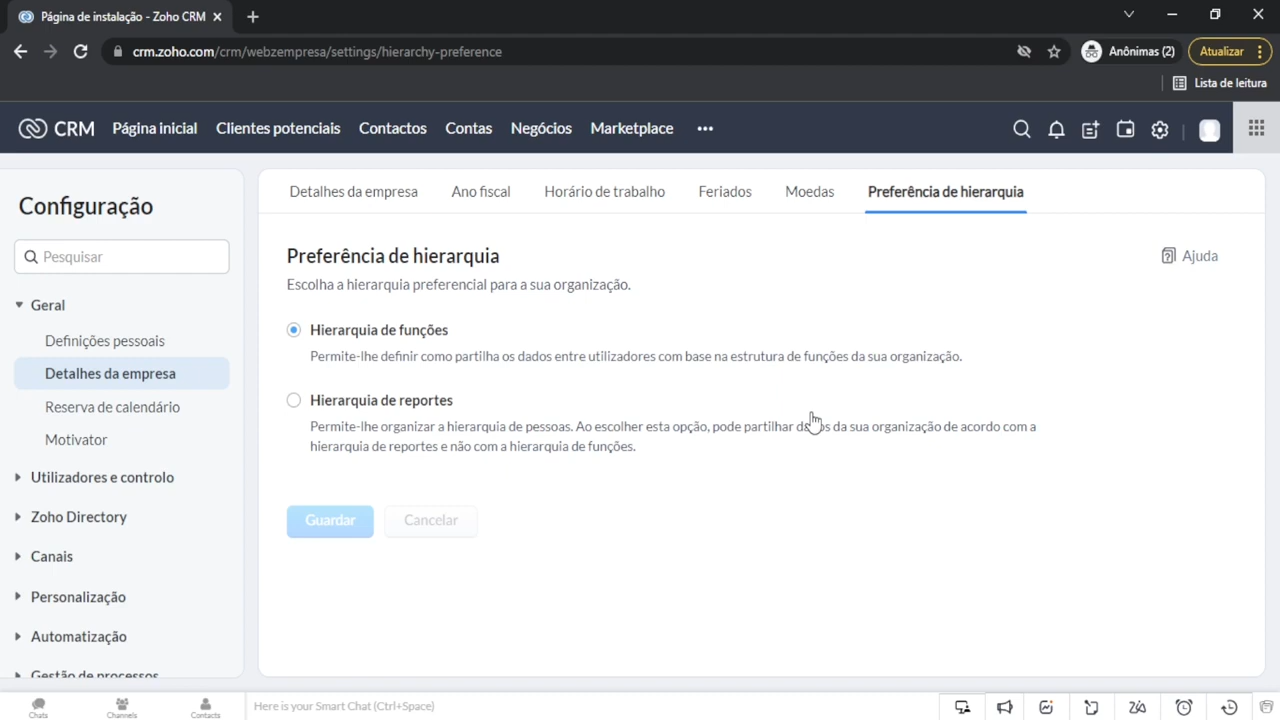 Página de instalação - Zoho CRM
crm.zoho.com/crm/webzempresa/settings/hierarchy-preference
Anônimas (2)
Atualizar
Lista de leitura
CRM Página inicial Clientes potenciais Contactos Contas Negócios Marketplace
Configuração
Pesquisar
Geral
Definições pessoais
Detalhes da empresa
Reserva de calendário
Motivator
Utilizadores e controlo
Zoho Directory
Canais
Personalização
Automatização
Gestão de processos
Detalhes da empresa Ano fiscal Horário de trabalho Feriados Moedas Preferência de hierarquia
Preferência de hierarquia
Ajuda
Escolha a hierarquia preferencial para a sua organização.
Hierarquia de funções
Permite-lhe definir como partilha os dados entre utilizadores com base na estrutura de funções da sua organização.
Hierarquia de reportes
Permite-lhe organizar a hierarquia de pessoas. Ao escolher esta opção, pode partilhar dados da sua organização de acordo com a
hierarquia de reportes e não com a hierarquia de funções.
Guardar Cancelar
Chats Channels Contacts
Here is your Smart Chat (Ctrl+Space)